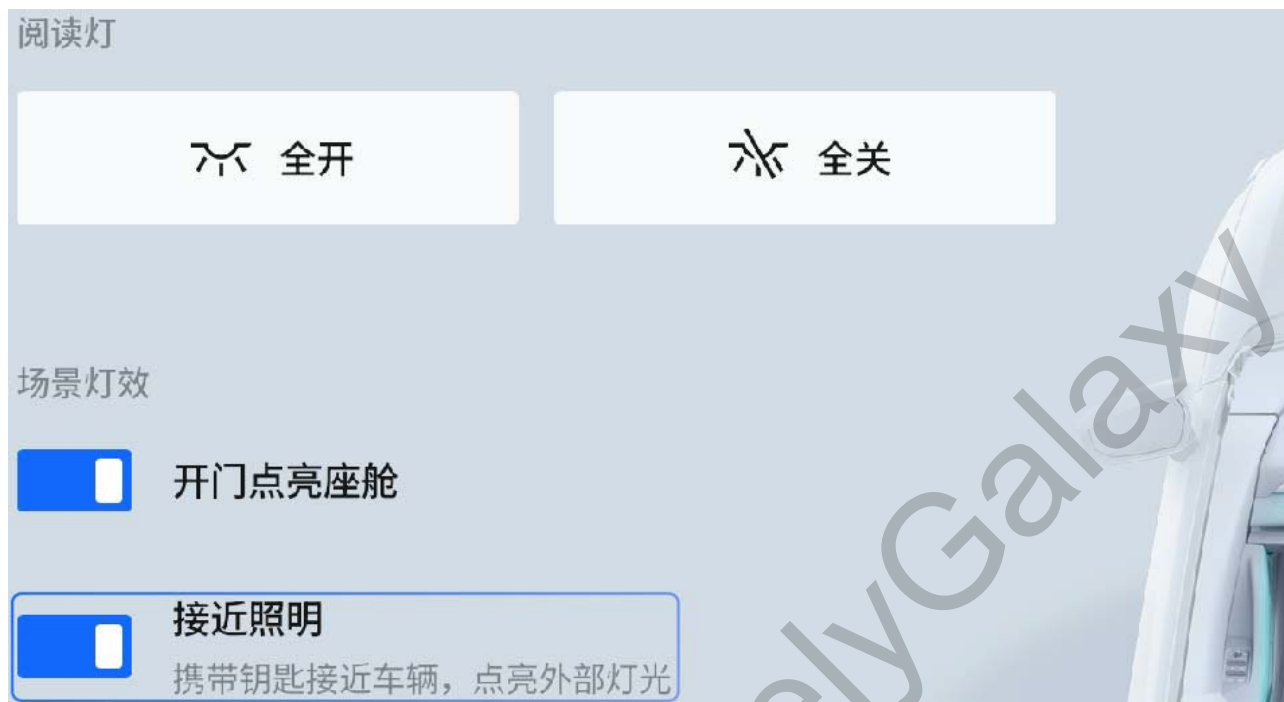 阅读灯
全开
全关
场景灯效
开门点亮座舱
接近照明
携带钥匙接近车辆，点亮外部灯光
elyGalaxy